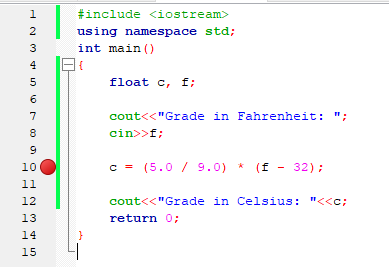 1 #include <iostream>
2 using namespace std;
3 int main()
4 {
5 float c, f;
6
7 cout<<"Grade in Fahrenheit: ";
8 cin>>f;
9
10 c = (5.0 / 9.0) * (f - 32);
11
12 cout<<"Grade in Celsius: "<<c;
13 return 0;
14 }
15